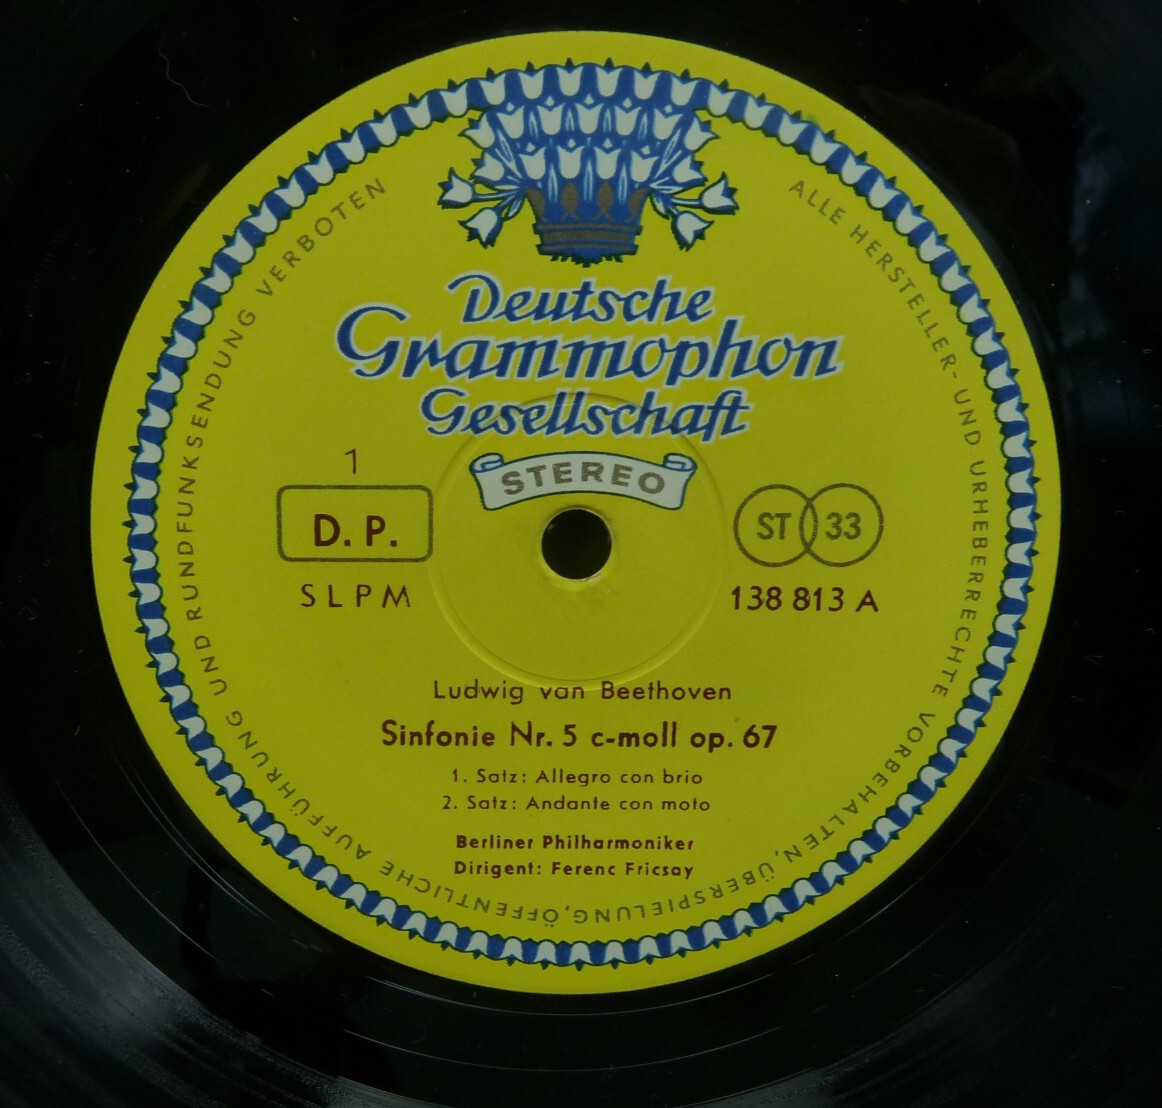 Deutsche
Grammophon
Gesellschaft
STEREO
1
D. P.
SLPM
ST 33
138 813 A
Ludwig van Beethoven
Sinfonie Nr. 5 c-moll op. 67
1. Satz: Allegro con brio
2. Satz: Andante con moto
Berliner Philharmoniker
Dirigent: Ferenc Fricsay
ALLE HERSTELLER- UND URHEBERRECHTE VORBEHALTEN, ÜBERSPIELUNG, ÖFFENTLICHE AUFFÜHRUNG UND RUNDFUNKSENDUNG VERBOTEN